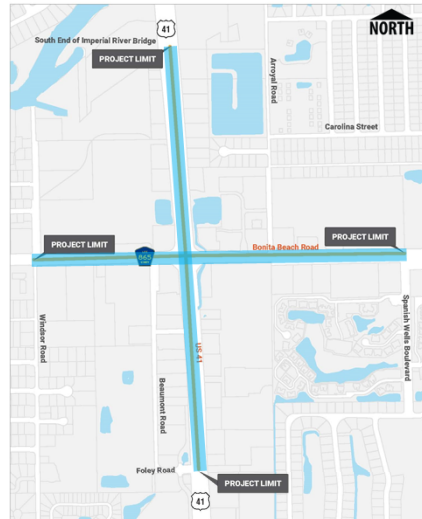 41
NORTH
South End of Imperial River Bridge
PROJECT LIMIT
Arroyal Road
Carolina Street
PROJECT LIMIT
865
Bonita Beach Road
PROJECT LIMIT
Windsor Road
Beaumont Road
US 41
Spanish Wells Boulevard
Foley Road
PROJECT LIMIT
41